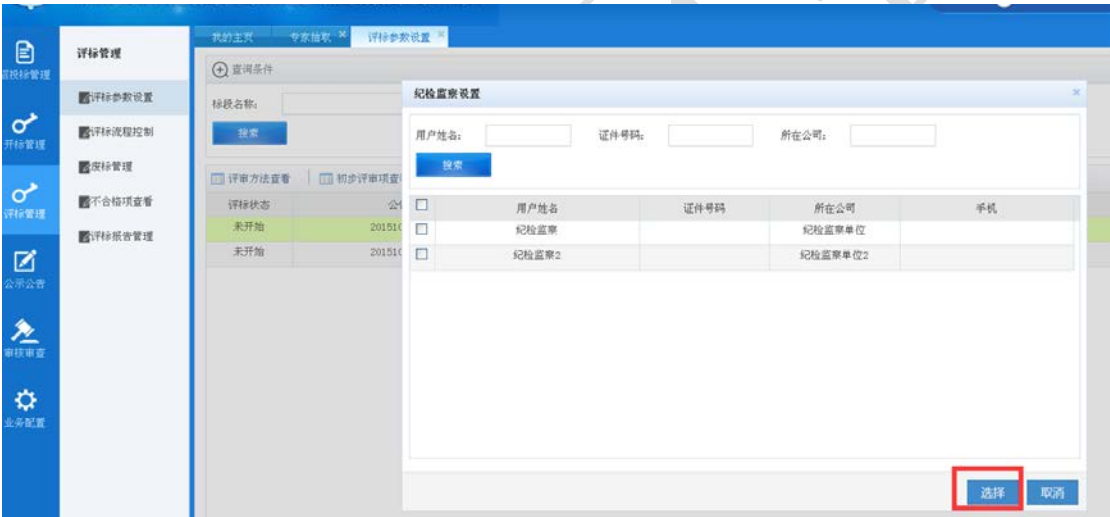 我的主页
专家抽取 ×
评标参数设置 ×
招投标管理
开标管理
评标管理
公示公告
审核审查
业务配置
评标管理
评标参数设置
评标流程控制
废标管理
不合格项查看
评标报告管理
查询条件
标段名称:
搜索
评审方法查看
初步评审项查
评标状态
未开始 201510
未开始 201510
纪检监察设置 ×
用户姓名: 证件号码: 所在公司:
搜索
用户姓名 证件号码 所在公司 手机
纪检监察 纪检监察单位
纪检监察2 纪检监察单位2
选择 取消